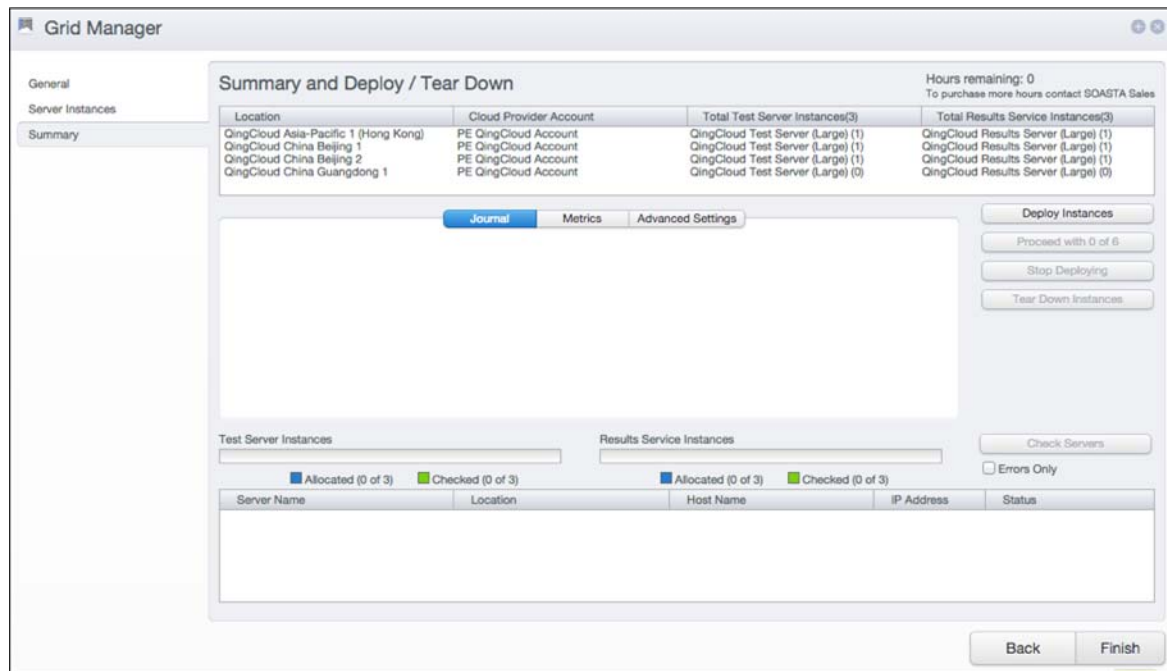 Grid Manager
General
Server Instances
Summary
Summary and Deploy / Tear Down
Hours remaining: 0
To purchase more hours contact SOASTA Sales
Location Cloud Provider Account Total Test Server Instances(3) Total Results Service Instances(3)
QingCloud Asia-Pacific 1 (Hong Kong) PE QingCloud Account QingCloud Test Server (Large) (1) QingCloud Results Server (Large) (1)
QingCloud China Beijing 1 PE QingCloud Account QingCloud Test Server (Large) (1) QingCloud Results Server (Large) (1)
QingCloud China Beijing 2 PE QingCloud Account QingCloud Test Server (Large) (1) QingCloud Results Server (Large) (1)
QingCloud China Guangdong 1 PE QingCloud Account QingCloud Test Server (Large) (0) QingCloud Results Server (Large) (0)
Journal Metrics Advanced Settings
Deploy Instances
Proceed with 0 of 6
Stop Deploying
Tear Down Instances
Test Server Instances Results Service Instances
Check Servers
Errors Only
Allocated (0 of 3) Checked (0 of 3) Allocated (0 of 3) Checked (0 of 3)
Server Name Location Host Name IP Address Status
Back Finish